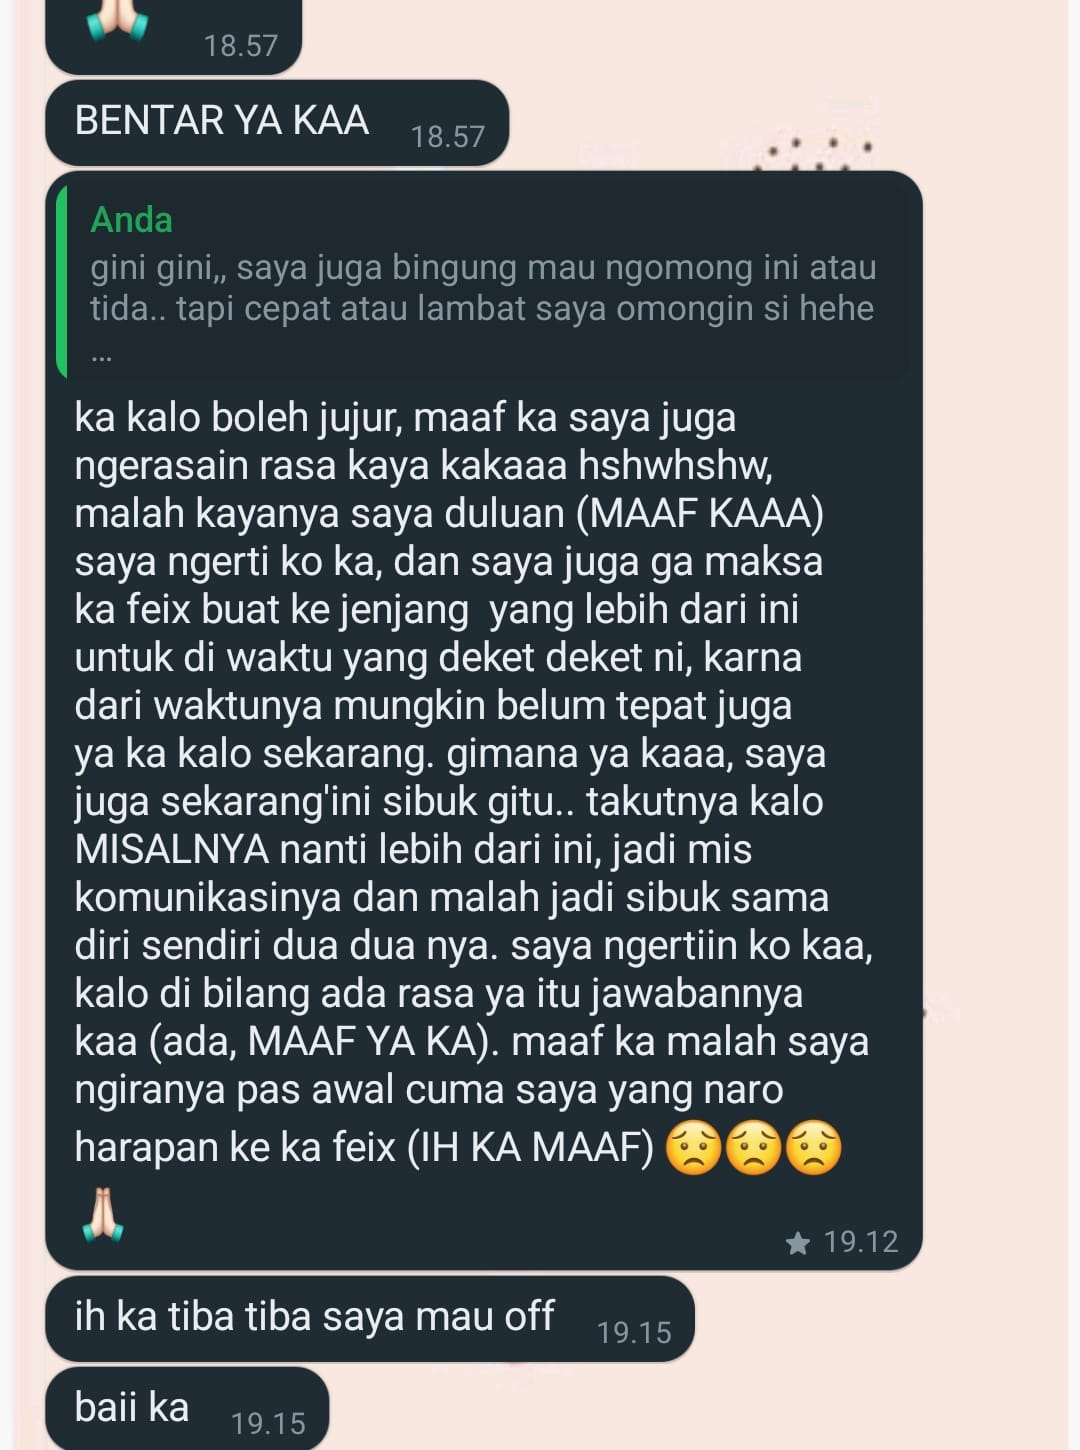 18.57
BENTAR YA KAA 18.57
Anda
gini gini,, saya juga bingung mau ngomong ini atau
tida.. tapi cepat atau lambat saya omongin si hehe
...
ka kalo boleh jujur, maaf ka saya juga
ngerasain rasa kaya kakaaa hshwhshw,
malah kayanya saya duluan (MAAF KAAA)
saya ngerti ko ka, dan saya juga ga maksa
ka feix buat ke jenjang  yang lebih dari ini
untuk di waktu yang deket deket ni, karna
dari waktunya mungkin belum tepat juga
ya ka kalo sekarang. gimana ya kaaa, saya
juga sekarang'ini sibuk gitu.. takutnya kalo
MISALNYA nanti lebih dari ini, jadi mis
komunikasinya dan malah jadi sibuk sama
diri sendiri dua dua nya. saya ngertiin ko kaa,
kalo di bilang ada rasa ya itu jawabannya
kaa (ada, MAAF YA KA). maaf ka malah saya
ngiranya pas awal cuma saya yang naro
harapan ke ka feix (IH KA MAAF) 😟😟😟
🙏🏻
19.12
ih ka tiba tiba saya mau off 19.15
baii ka 19.15